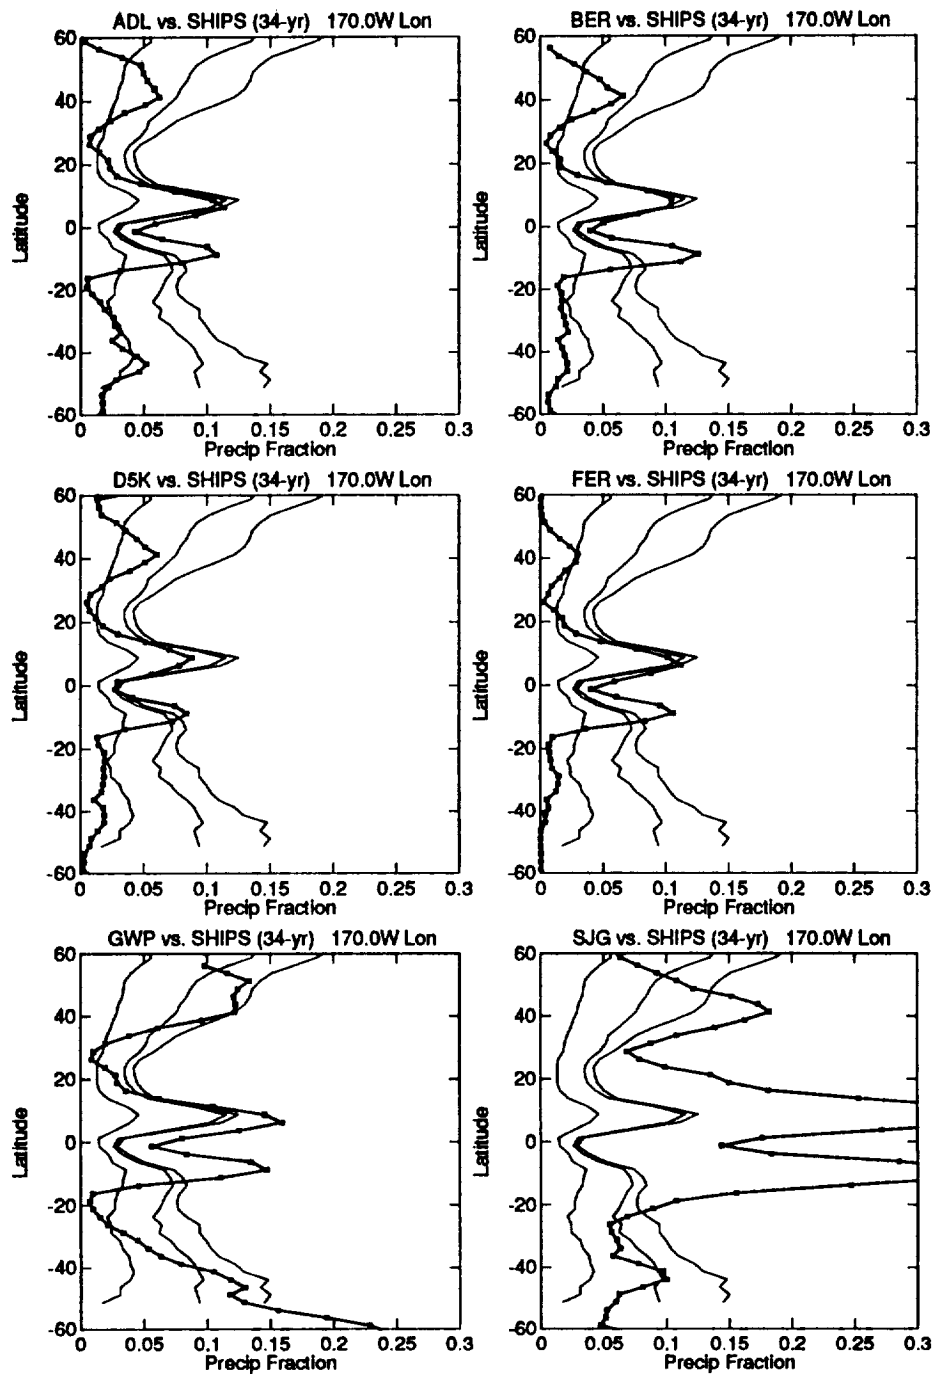 ADL vs. SHIPS (34-yr) 170.0W Lon
60
40
20
0
-20
-40
-60
Latitude
0 0.05 0.1 0.15 0.2 0.25 0.3
Precip Fraction
BER vs. SHIPS (34-yr) 170.0W Lon
60
40
20
0
-20
-40
-60
Latitude
0 0.05 0.1 0.15 0.2 0.25 0.3
Precip Fraction
D5K vs. SHIPS (34-yr) 170.0W Lon
60
40
20
0
-20
-40
-60
Latitude
0 0.05 0.1 0.15 0.2 0.25 0.3
Precip Fraction
FER vs. SHIPS (34-yr) 170.0W Lon
60
40
20
0
-20
-40
-60
Latitude
0 0.05 0.1 0.15 0.2 0.25 0.3
Precip Fraction
GWP vs. SHIPS (34-yr) 170.0W Lon
60
40
20
0
-20
-40
-60
Latitude
0 0.05 0.1 0.15 0.2 0.25 0.3
Precip Fraction
SJG vs. SHIPS (34-yr) 170.0W Lon
60
40
20
0
-20
-40
-60
Latitude
0 0.05 0.1 0.15 0.2 0.25 0.3
Precip Fraction